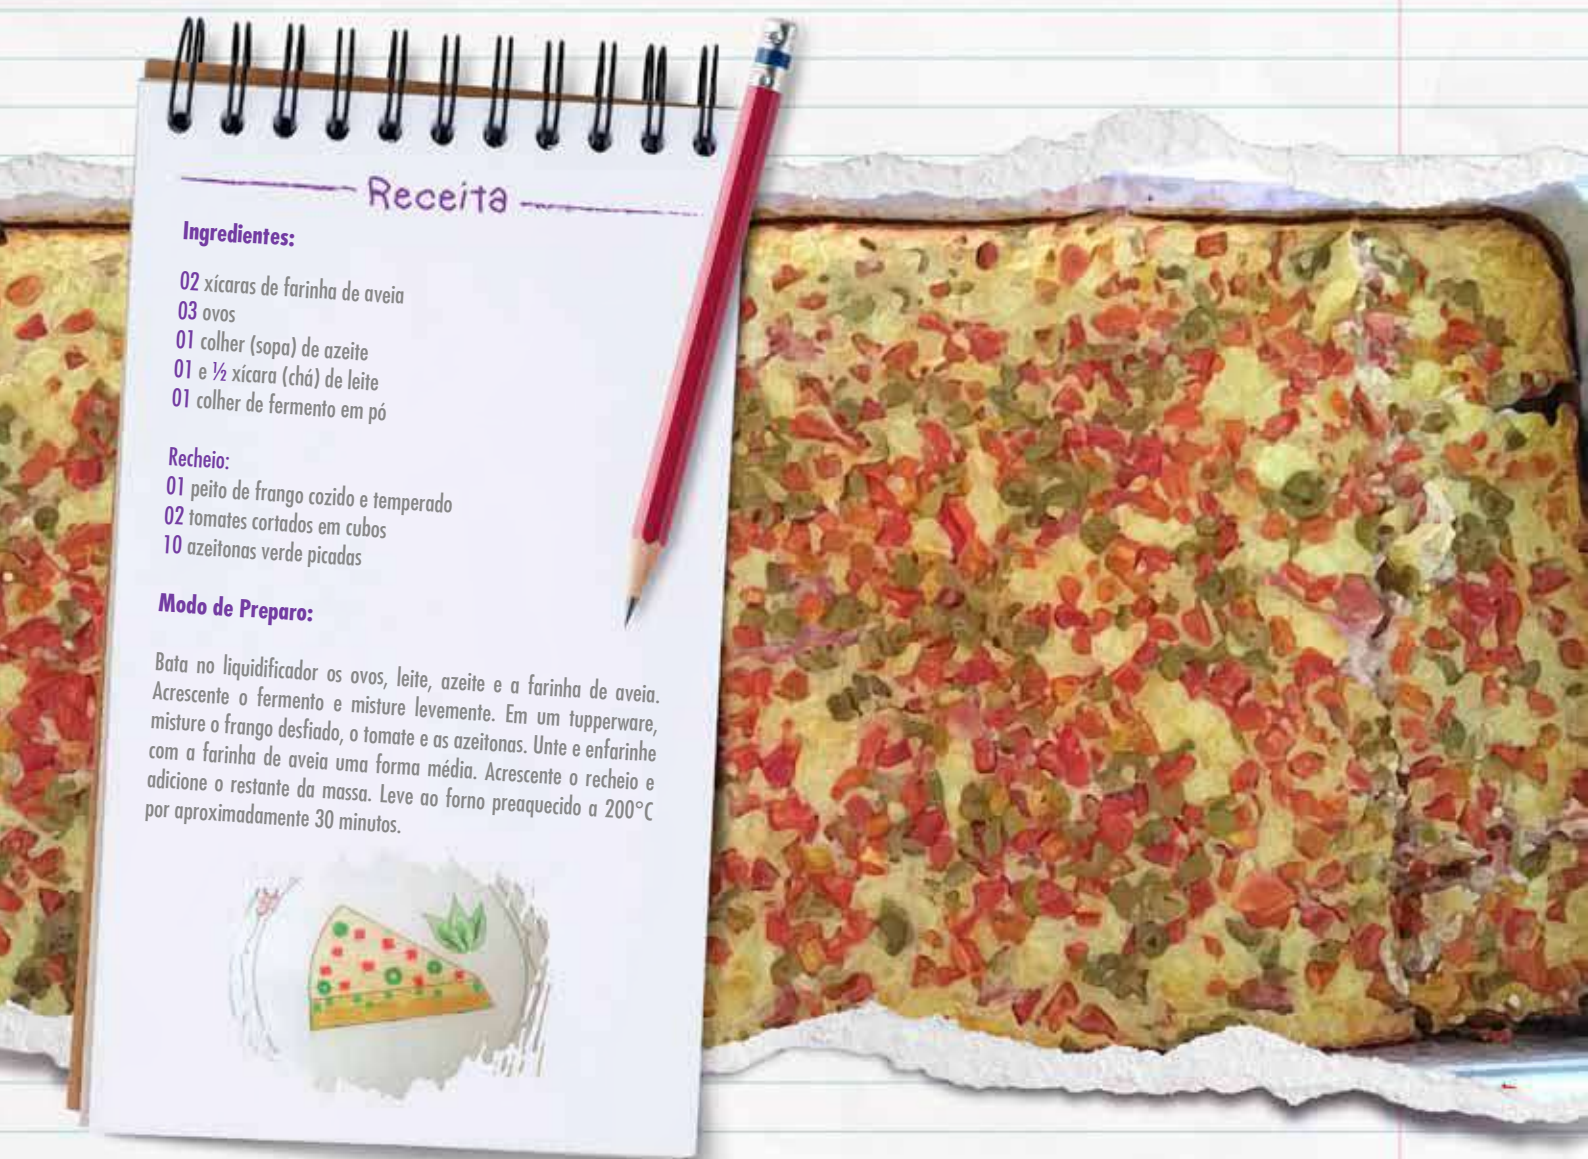 Receita
Ingredientes:
02 xícaras de farinha de aveia
03 ovos
01 colher (sopa) de azeite
01 e ½ xícara (chá) de leite
01 colher de fermento em pó
Recheio:
01 peito de frango cozido e temperado
02 tomates cortados em cubos
10 azeitonas verde picadas
Modo de Preparo:
Bata no liquidificador os ovos, leite, azeite e a farinha de aveia.
Acrescente o fermento e misture levemente. Em um tupperware,
misture o frango desfiado, o tomate e as azeitonas. Unte e enfarinhe
com a farinha de aveia uma forma média. Acrescente o recheio e
adicione o restante da massa. Leve ao forno preaquecido a 200°C
por aproximadamente 30 minutos.